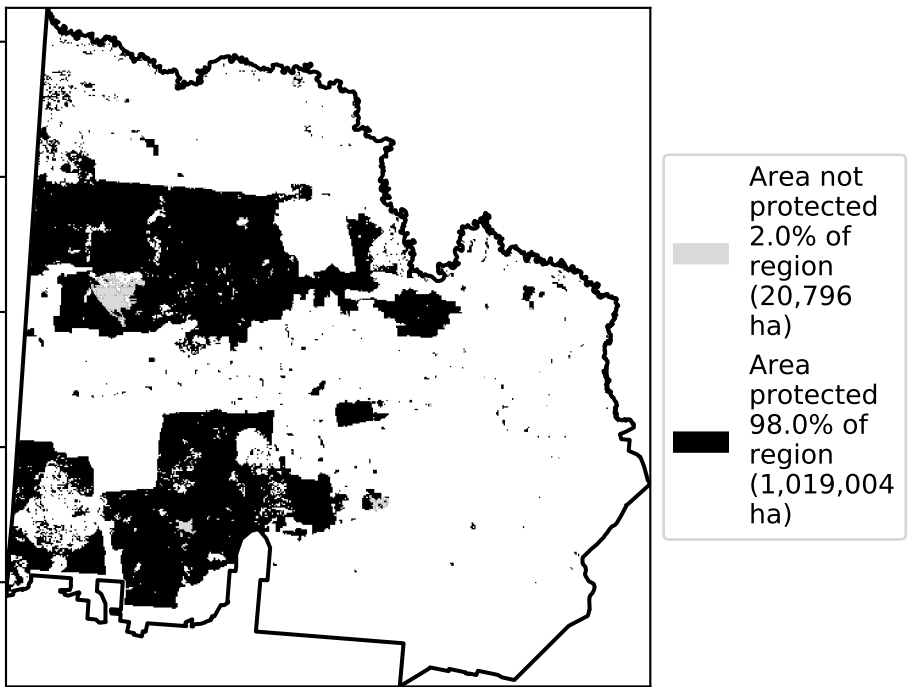 Area not
protected
2.0% of
region
(20,796
ha)
Area
protected
98.0% of
region
(1,019,004
ha)